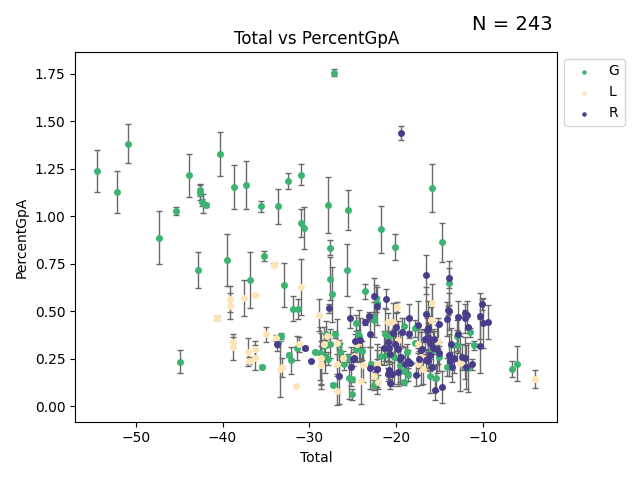 N = 243
Total vs PercentGpA
PercentGpA
1.75
1.50
1.25
1.00
0.75
0.50
0.25
0.00
−50
−40
−30
−20
−10
Total
G
L
R